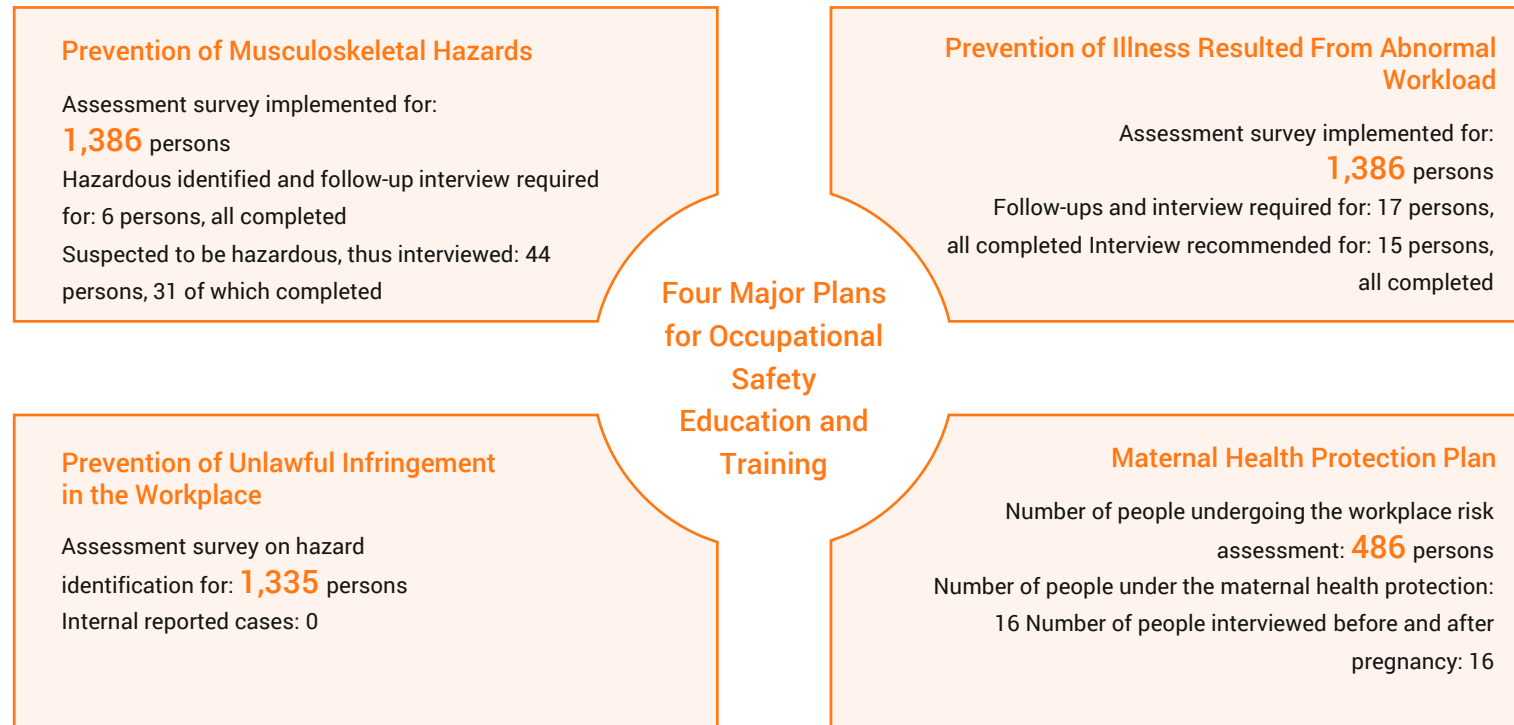 Prevention of Musculoskeletal Hazards
Assessment survey implemented for:
1,386 persons
Hazardous identified and follow-up interview required
for: 6 persons, all completed
Suspected to be hazardous, thus interviewed: 44
persons, 31 of which completed
Prevention of Illness Resulted From Abnormal
Workload
Assessment survey implemented for:
1,386 persons
Follow-ups and interview required for: 17 persons,
all completed Interview recommended for: 15 persons,
all completed
Four Major Plans
for Occupational
Safety
Education and
Training
Prevention of Unlawful Infringement
in the Workplace
Assessment survey on hazard
identification for: 1,335 persons
Internal reported cases: 0
Maternal Health Protection Plan
Number of people undergoing the workplace risk
assessment: 486 persons
Number of people under the maternal health protection:
16 Number of people interviewed before and after
pregnancy: 16